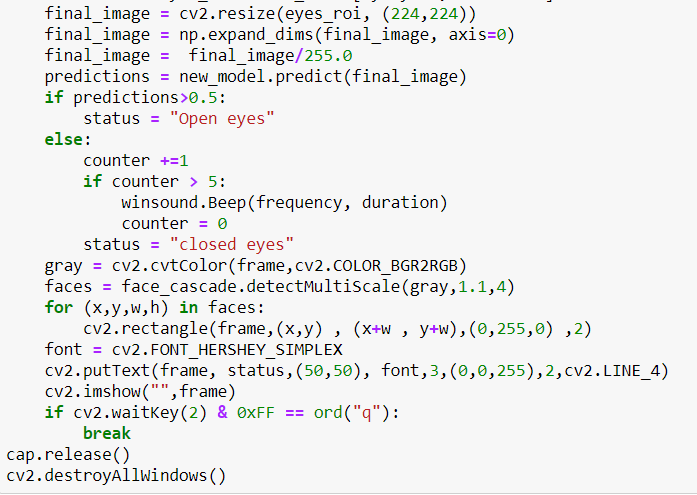 final_image = cv2.resize(eyes_roi, (224,224))
final_image = np.expand_dims(final_image, axis=0)
final_image =  final_image/255.0
predictions = new_model.predict(final_image)
if predictions>0.5:
status = "Open eyes"
else:
counter +=1
if counter > 5:
winsound.Beep(frequency, duration)
counter = 0
status = "closed eyes"
gray = cv2.cvtColor(frame,cv2.COLOR_BGR2RGB)
faces = face_cascade.detectMultiScale(gray,1.1,4)
for (x,y,w,h) in faces:
cv2.rectangle(frame,(x,y) , (x+w , y+w),(0,255,0) ,2)
font = cv2.FONT_HERSHEY_SIMPLEX
cv2.putText(frame, status,(50,50), font,3,(0,0,255),2,cv2.LINE_4)
cv2.imshow("",frame)
if cv2.waitKey(2) & 0xFF == ord("q"):
break
cap.release()
cv2.destroyAllWindows()